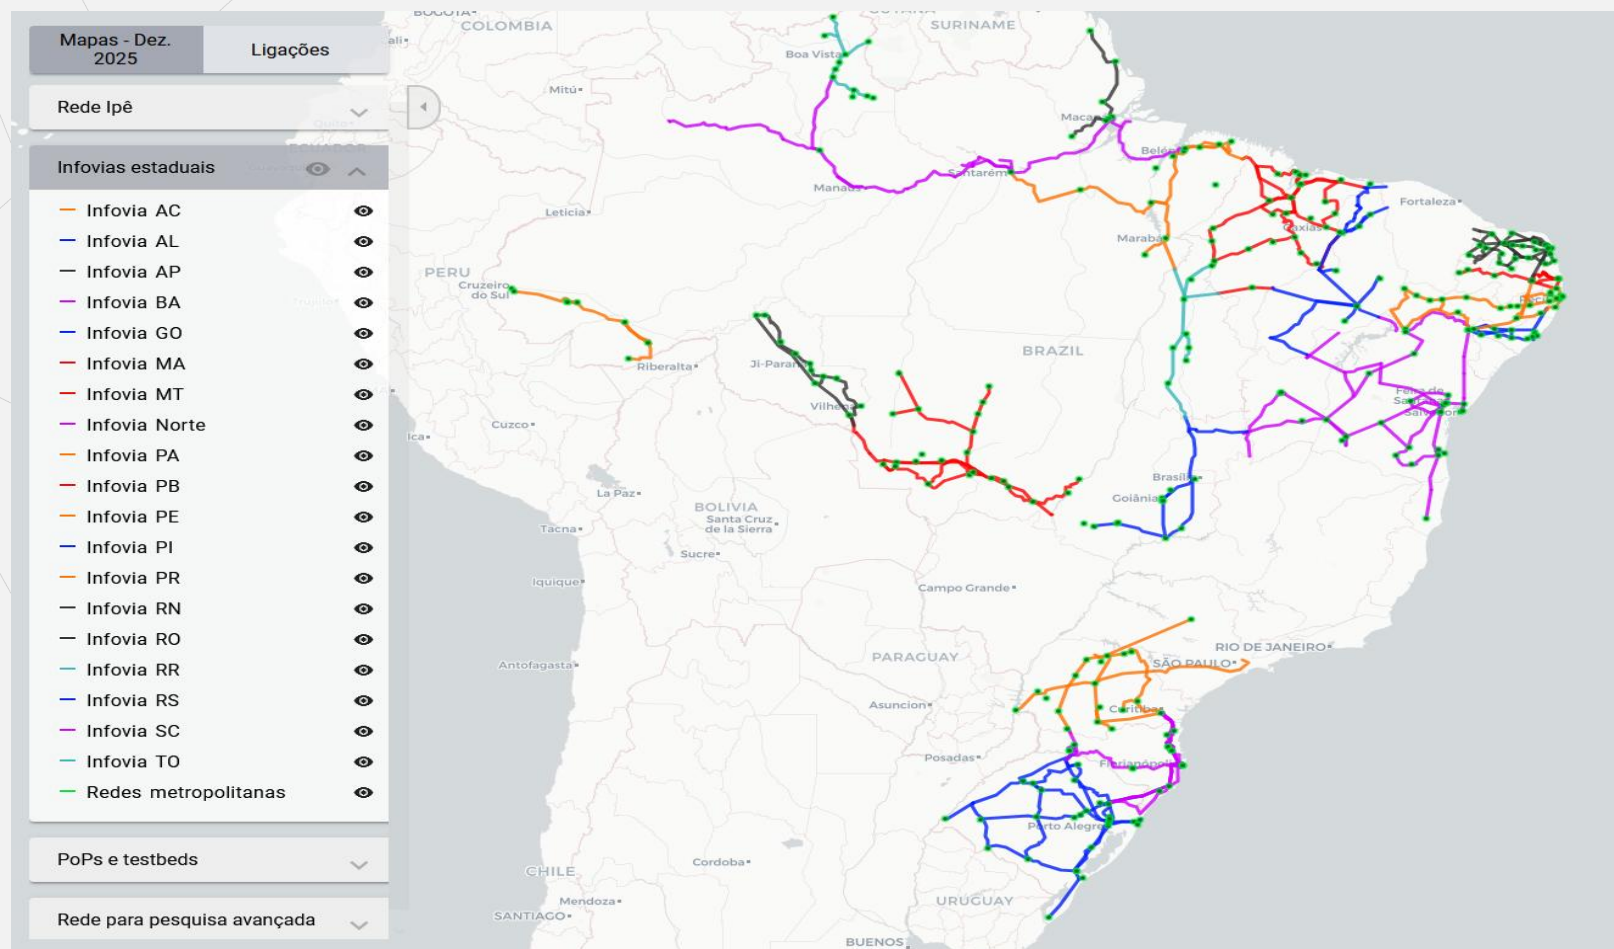 Mapas - Dez.
2025
Ligações
Rede Ipê
Infovias estaduais
Infovia AC
Infovia AL
Infovia AP
Infovia BA
Infovia GO
Infovia MA
Infovia MT
Infovia Norte
Infovia PA
Infovia PB
Infovia PE
Infovia PI
Infovia PR
Infovia RN
Infovia RO
Infovia RR
Infovia RS
Infovia SC
Infovia TO
Redes metropolitanas
PoPs e testbeds
Rede para pesquisa avançada
BOGOTA
COLOMBIA
SURINAME
Boa Vista
Mitú
Macap
Belém
Santarém
Manaus
Leticia
Fortaleza
Marabá
Caxias
PERU
Cruzeiro
do Sul
BRAZIL
Riberalta
Ji-Paran
Vilhena
Feira de
Santana
Salvador
Cuzco
Brasília
Goiânia
La Paz
BOLIVIA
Santa Cruz
de la Sierra
Tacna
Sucre
Iquique
Campo Grande
RIO DE JANEIRO
SÃO PAULO
PARAGUAY
Antofagasta
Asuncion
Curitiba
Posadas
Florianópolis
Porto Alegre
Cordoba
CHILE
Mendoza
URUGUAY
SANTIAGO
BUENOS